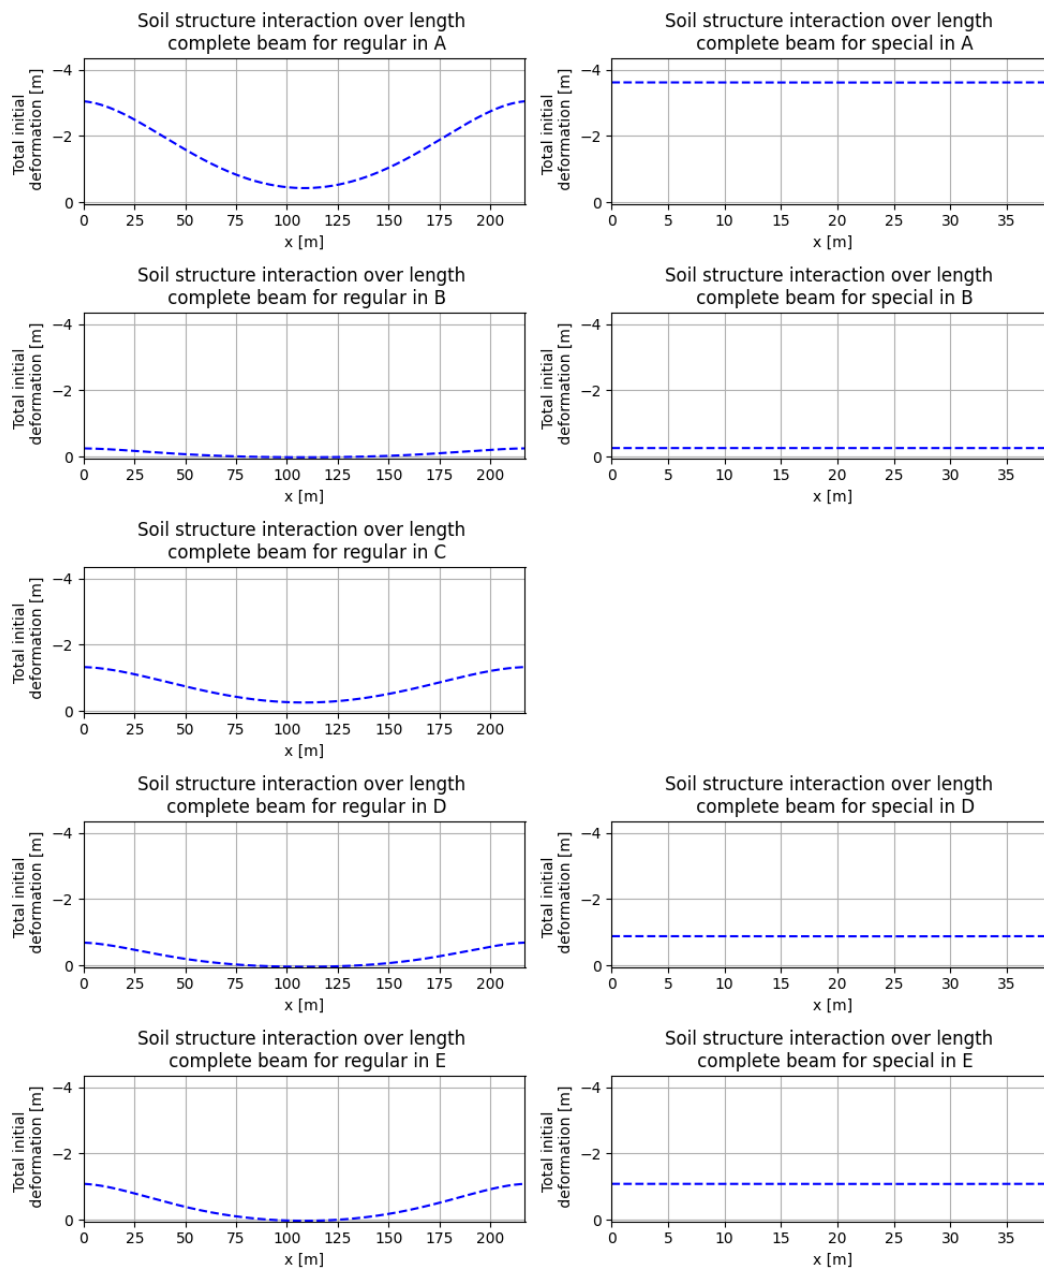 Soil structure interaction over length
complete beam for regular in A
Total initial
deformation [m]
−4
−2
0
0 25 50 75 100 125 150 175 200
x [m]
Soil structure interaction over length
complete beam for special in A
Total initial
deformation [m]
−4
−2
0
0 5 10 15 20 25 30 35
x [m]
Soil structure interaction over length
complete beam for regular in B
Total initial
deformation [m]
−4
−2
0
0 25 50 75 100 125 150 175 200
x [m]
Soil structure interaction over length
complete beam for special in B
Total initial
deformation [m]
−4
−2
0
0 5 10 15 20 25 30 35
x [m]
Soil structure interaction over length
complete beam for regular in C
Total initial
deformation [m]
−4
−2
0
0 25 50 75 100 125 150 175 200
x [m]
Soil structure interaction over length
complete beam for regular in D
Total initial
deformation [m]
−4
−2
0
0 25 50 75 100 125 150 175 200
x [m]
Soil structure interaction over length
complete beam for special in D
Total initial
deformation [m]
−4
−2
0
0 5 10 15 20 25 30 35
x [m]
Soil structure interaction over length
complete beam for regular in E
Total initial
deformation [m]
−4
−2
0
0 25 50 75 100 125 150 175 200
x [m]
Soil structure interaction over length
complete beam for special in E
Total initial
deformation [m]
−4
−2
0
0 5 10 15 20 25 30 35
x [m]